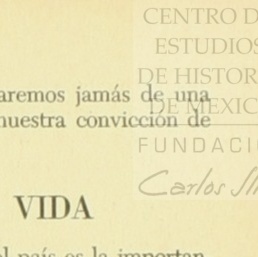 CENTRO D
ESTUDIOS
DE HISTOR
aremos jamás de una
DE MEXIC
nuestra convicción de
FUNDACI
Carlos Sli
VIDA
el país es la importan-